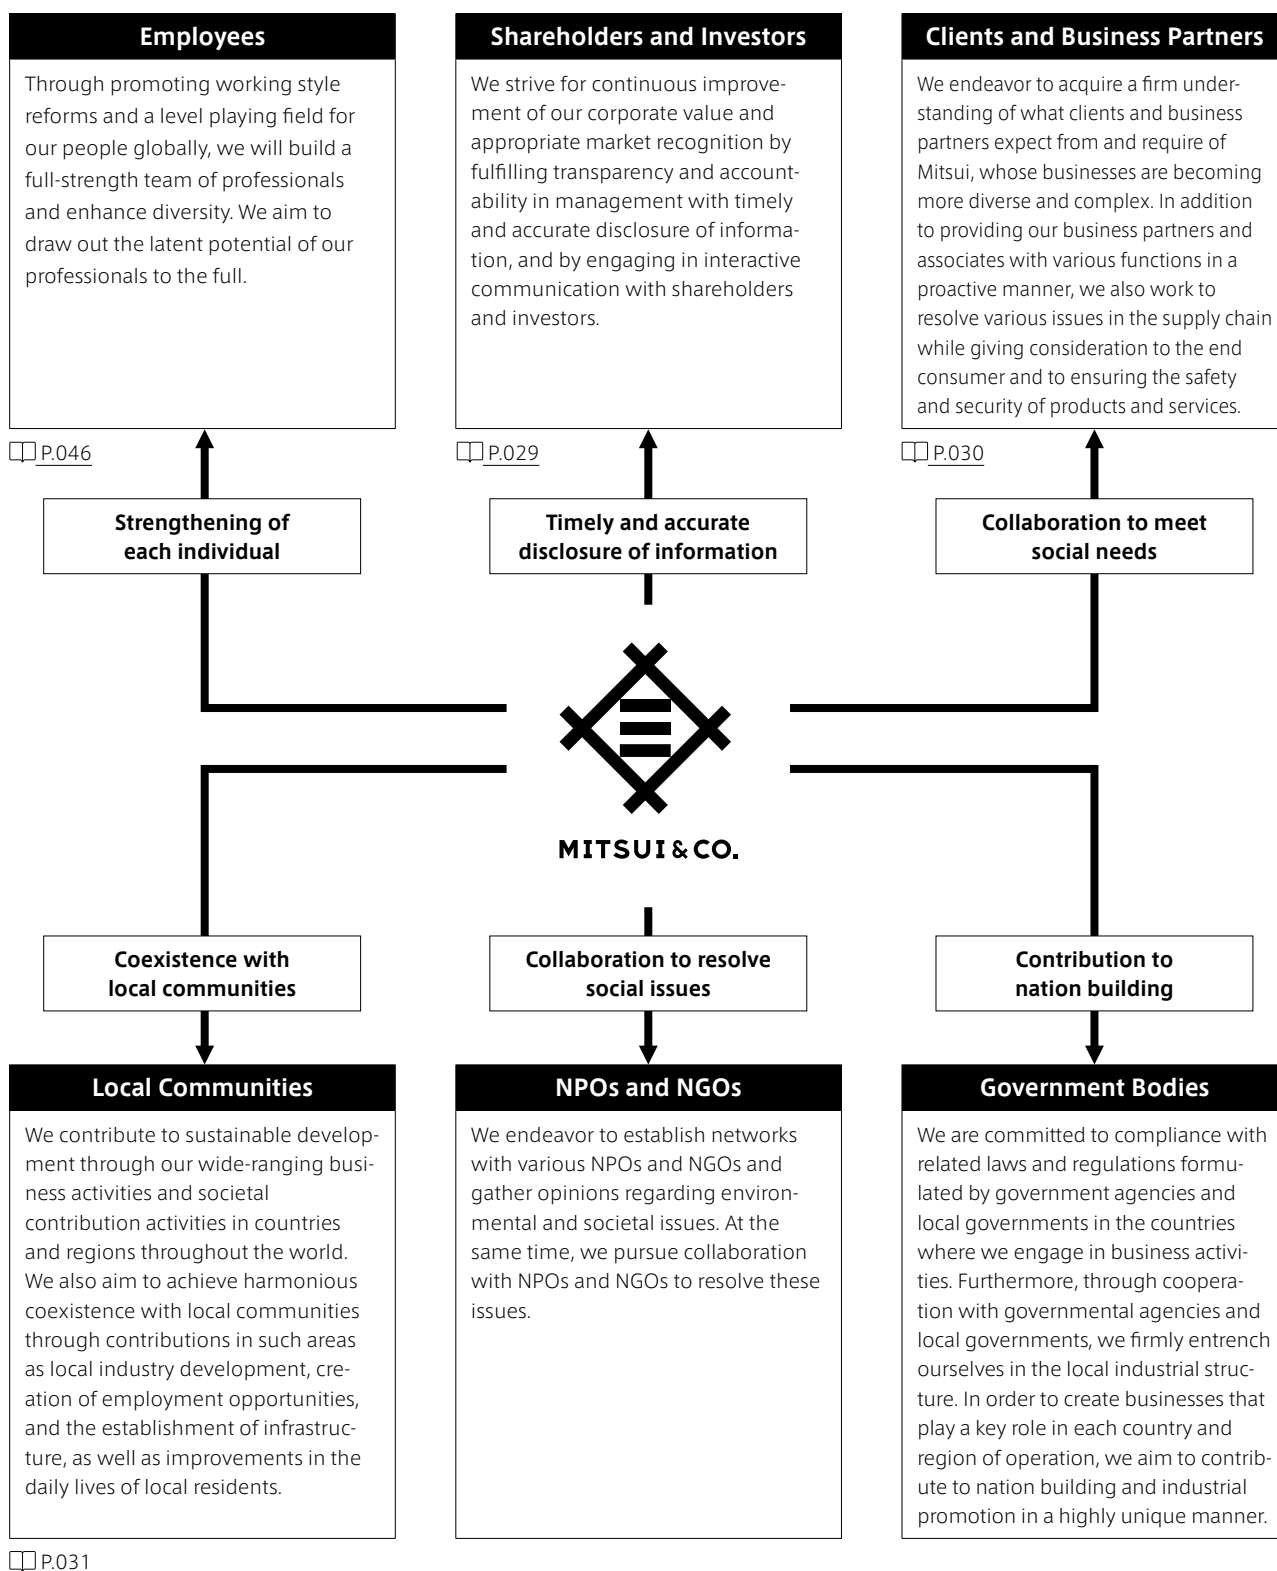 Employees
Through promoting working style
reforms and a level playing field for
our people globally, we will build a
full-strength team of professionals
and enhance diversity. We aim to
draw out the latent potential of our
professionals to the full.
P.046
Shareholders and Investors
We strive for continuous improve-
ment of our corporate value and
appropriate market recognition by
fulfilling transparency and account-
ability in management with timely
and accurate disclosure of informa-
tion, and by engaging in interactive
communication with shareholders
and investors.
P.029
Clients and Business Partners
We endeavor to acquire a firm under-
standing of what clients and business
partners expect from and require of
Mitsui, whose businesses are becoming
more diverse and complex. In addition
to providing our business partners and
associates with various functions in a
proactive manner, we also work to
resolve various issues in the supply chain
while giving consideration to the end
consumer and to ensuring the safety
and security of products and services.
P.030
Strengthening of
each individual
Timely and accurate
disclosure of information
Collaboration to meet
social needs
MITSUI & CO.
Coexistence with
local communities
Collaboration to resolve
social issues
Contribution to
nation building
Local Communities
We contribute to sustainable develop-
ment through our wide-ranging busi-
ness activities and societal
contribution activities in countries
and regions throughout the world.
We also aim to achieve harmonious
coexistence with local communities
through contributions in such areas
as local industry development, cre-
ation of employment opportunities,
and the establishment of infrastruc-
ture, as well as improvements in the
daily lives of local residents.
P.031
NPOs and NGOs
We endeavor to establish networks
with various NPOs and NGOs and
gather opinions regarding environ-
mental and societal issues. At the
same time, we pursue collaboration
with NPOs and NGOs to resolve these
issues.
Government Bodies
We are committed to compliance with
related laws and regulations formu-
lated by government agencies and
local governments in the countries
where we engage in business activi-
ties. Furthermore, through coopera-
tion with governmental agencies and
local governments, we firmly entrench
ourselves in the local industrial struc-
ture. In order to create businesses that
play a key role in each country and
region of operation, we aim to contrib-
ute to nation building and industrial
promotion in a highly unique manner.